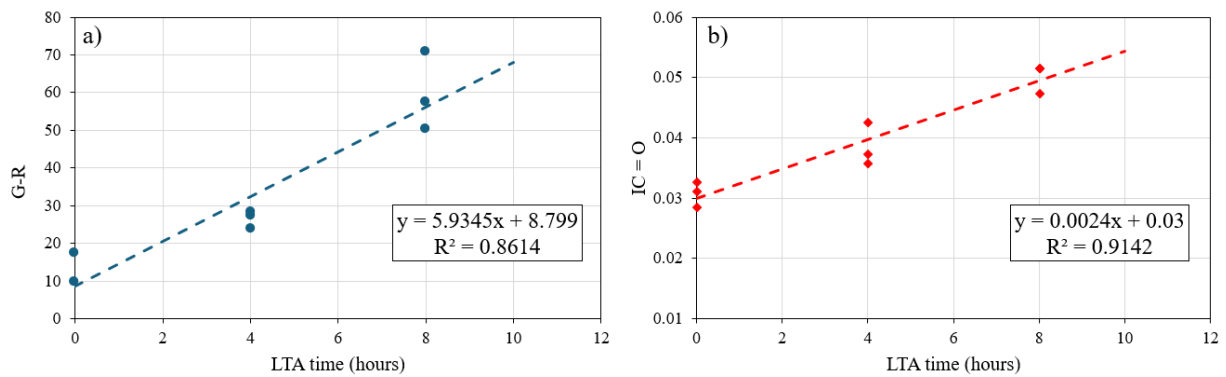 a)
80
70
60
50
40
30
20
10
0
G-R
y = 5.9345x + 8.799
R² = 0.8614
0 2 4 6 8 10 12
LTA time (hours)
b)
0.06
0.05
0.04
0.03
0.02
0.01
IC = O
y = 0.0024x + 0.03
R² = 0.9142
0 2 4 6 8 10 12
LTA time (hours)